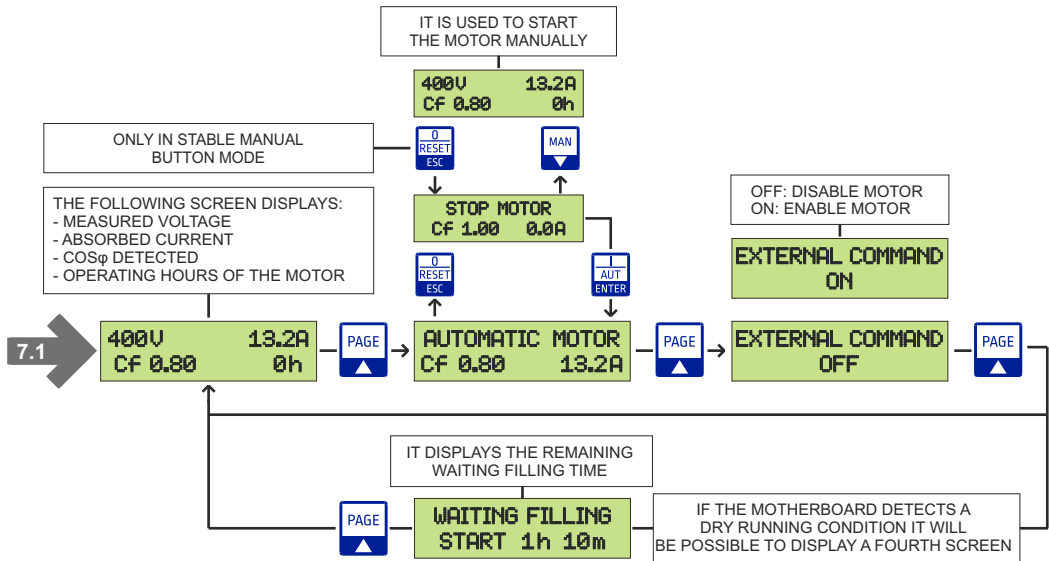 IT IS USED TO START
THE MOTOR MANUALLY
400V 13.2A
Cf 0.80 0h
ONLY IN STABLE MANUAL
BUTTON MODE
0
RESET
ESC
MAN
THE FOLLOWING SCREEN DISPLAYS:
- MEASURED VOLTAGE
- ABSORBED CURRENT
- COSφ DETECTED
- OPERATING HOURS OF THE MOTOR
STOP MOTOR
Cf 1.00 0.0A
OFF: DISABLE MOTOR
ON: ENABLE MOTOR
EXTERNAL COMMAND
ON
0
RESET
ESC
I
AUT
ENTER
7.1
400V 13.2A
Cf 0.80 0h
PAGE
AUTOMATIC MOTOR
Cf 0.80 13.2A
PAGE
EXTERNAL COMMAND
OFF
PAGE
IT DISPLAYS THE REMAINING
WAITING FILLING TIME
PAGE
WAITING FILLING
START 1h 10m
IF THE MOTHERBOARD DETECTS A
DRY RUNNING CONDITION IT WILL
BE POSSIBLE TO DISPLAY A FOURTH SCREEN